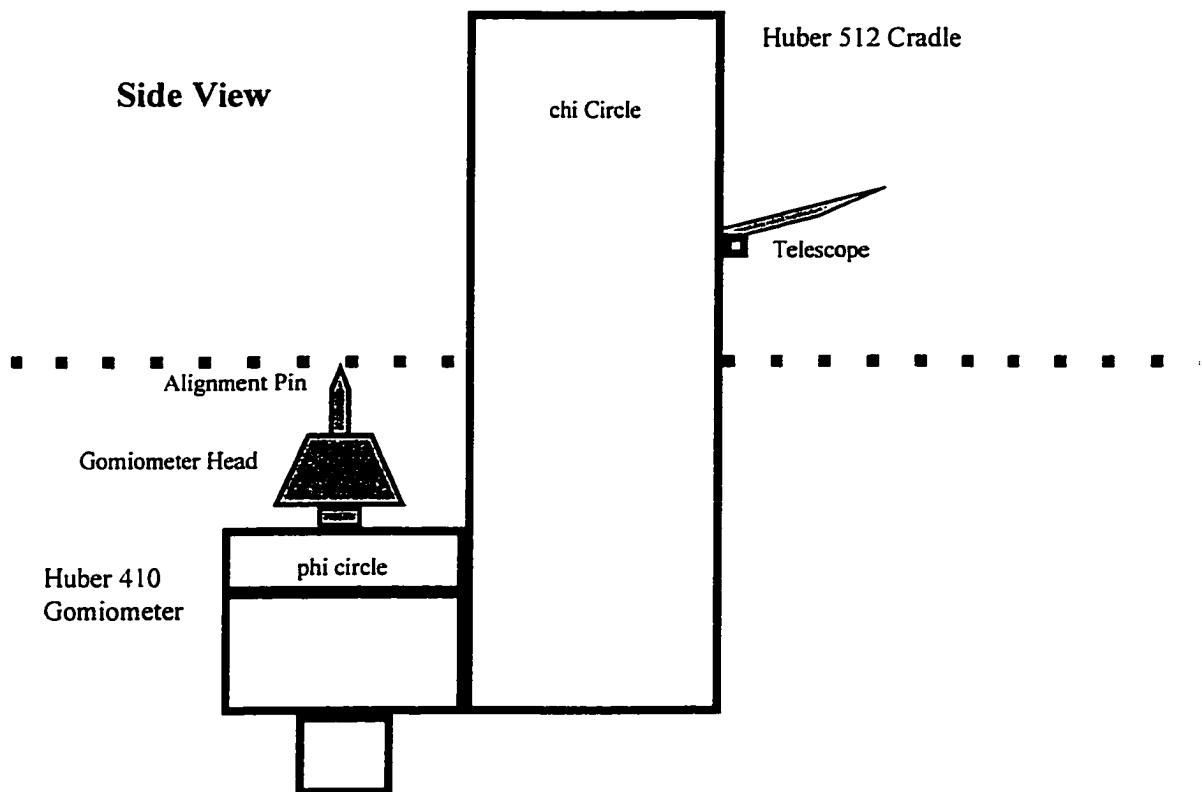 Huber 512 Cradle
Side View
chi Circle
Telescope
Alignment Pin
Gomiometer Head
phi circle
Huber 410
Gomiometer